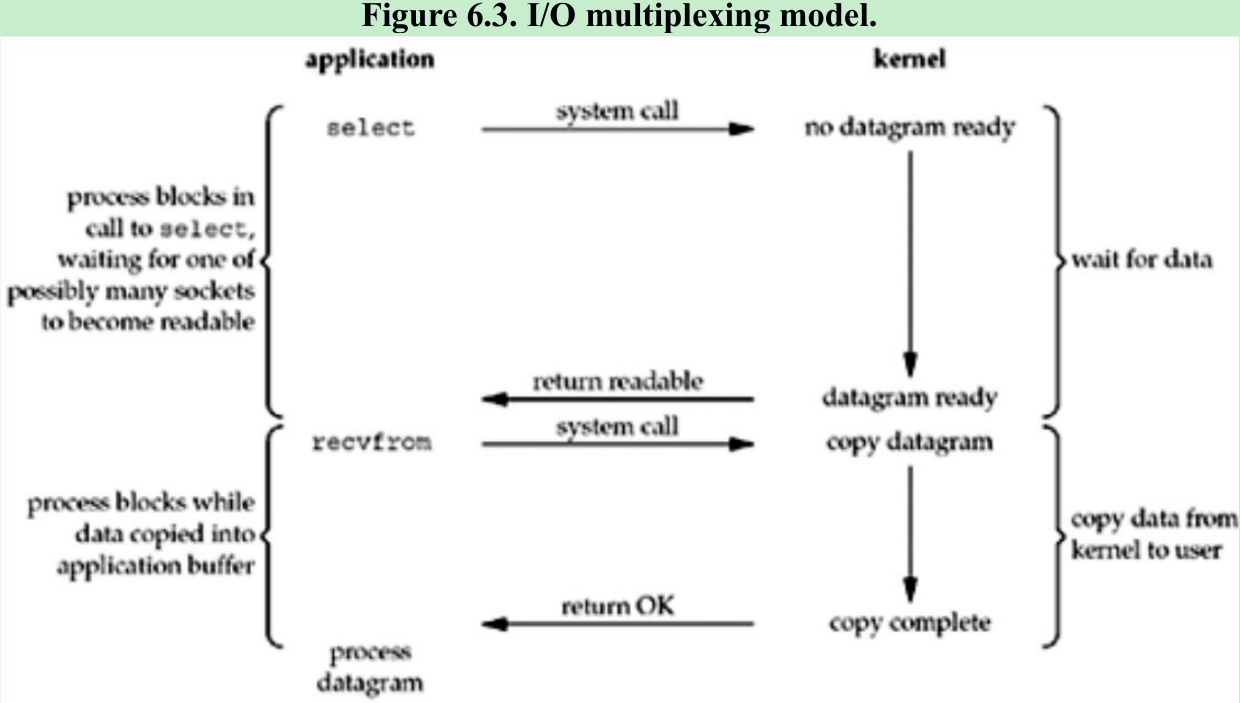 Figure 6.3. I/O multiplexing model.
application
kernel
select
system call
no datagram ready
process blocks in
call to select,
waiting for one of
possibly many sockets
to become readable
wait for data
return readable
datagram ready
recvfrom
system call
copy datagram
process blocks while
data copied into
application buffer
copy data from
kernel to user
return OK
copy complete
process
datagram